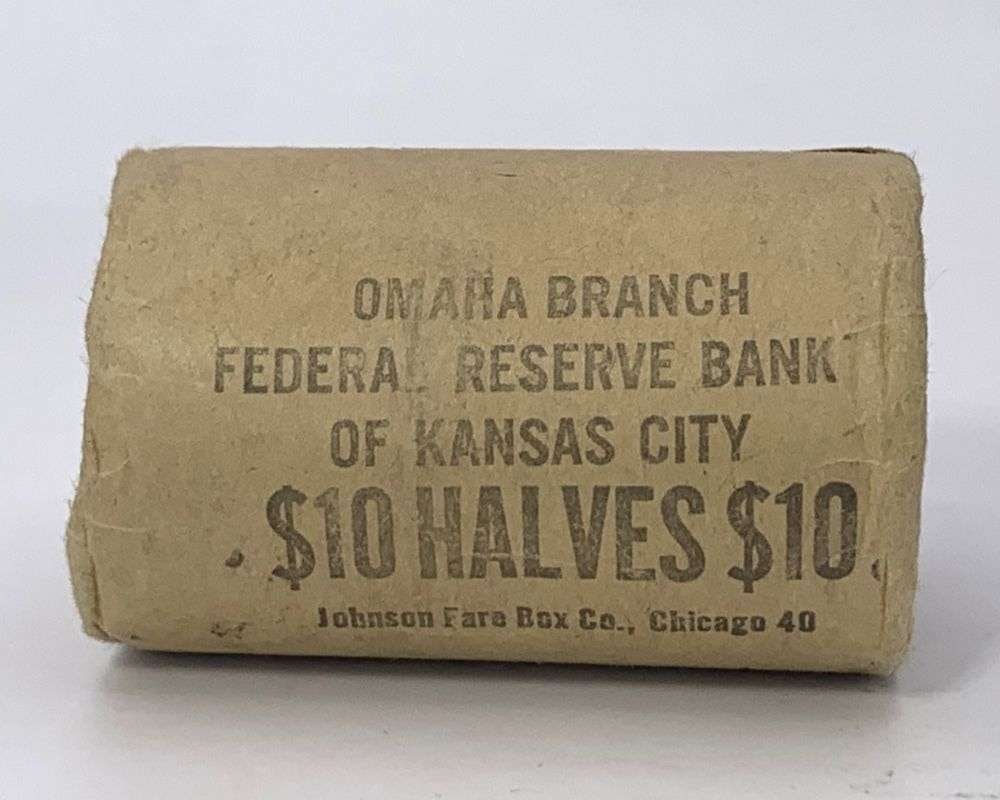 OMAHA BRANCH
FEDERAL RESERVE BANK
OF KANSAS CITY
$10 HALVES $10
Johnson Fare Box Co., Chicago 40